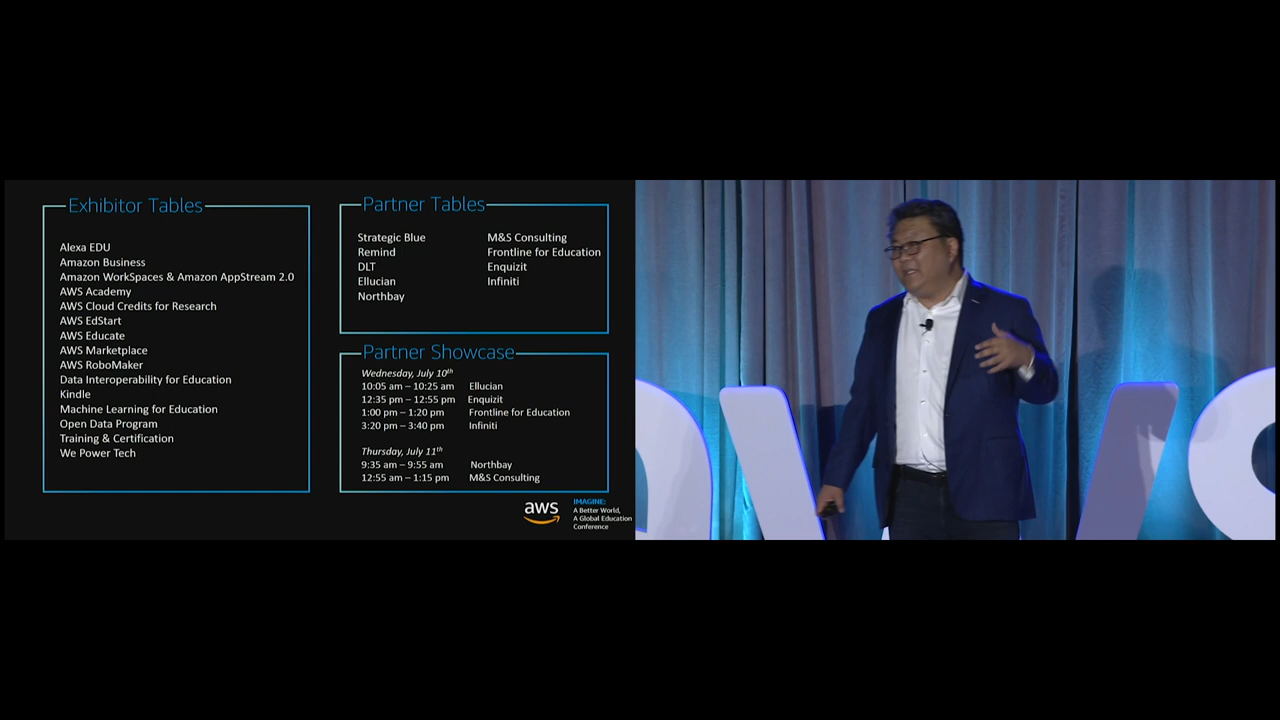 Exhibitor Tables
Alexa EDU
Amazon Business
Amazon WorkSpaces & Amazon AppStream 2.0
AWS Academy
AWS Cloud Credits for Research
AWS EdStart
AWS Educate
AWS Marketplace
AWS RoboMaker
Data Interoperability for Education
Kindle
Machine Learning for Education
Open Data Program
Training & Certification
We Power Tech
Partner Tables
Strategic Blue
Remind
DLT
Ellucian
Northbay
M&S Consulting
Frontline for Education
Enquizit
Infiniti
Partner Showcase
Wednesday, July 10th
10:05 am – 10:25 am Ellucian
12:35 pm – 12:55 pm Enquizit
1:00 pm – 1:20 pm Frontline for Education
3:20 pm – 3:40 pm Infiniti
Thursday, July 11th
9:35 am – 9:55 am Northbay
12:55 am – 1:15 pm M&S Consulting
aws
IMAGINE:
A Better World,
A Global Education
Conference
aws